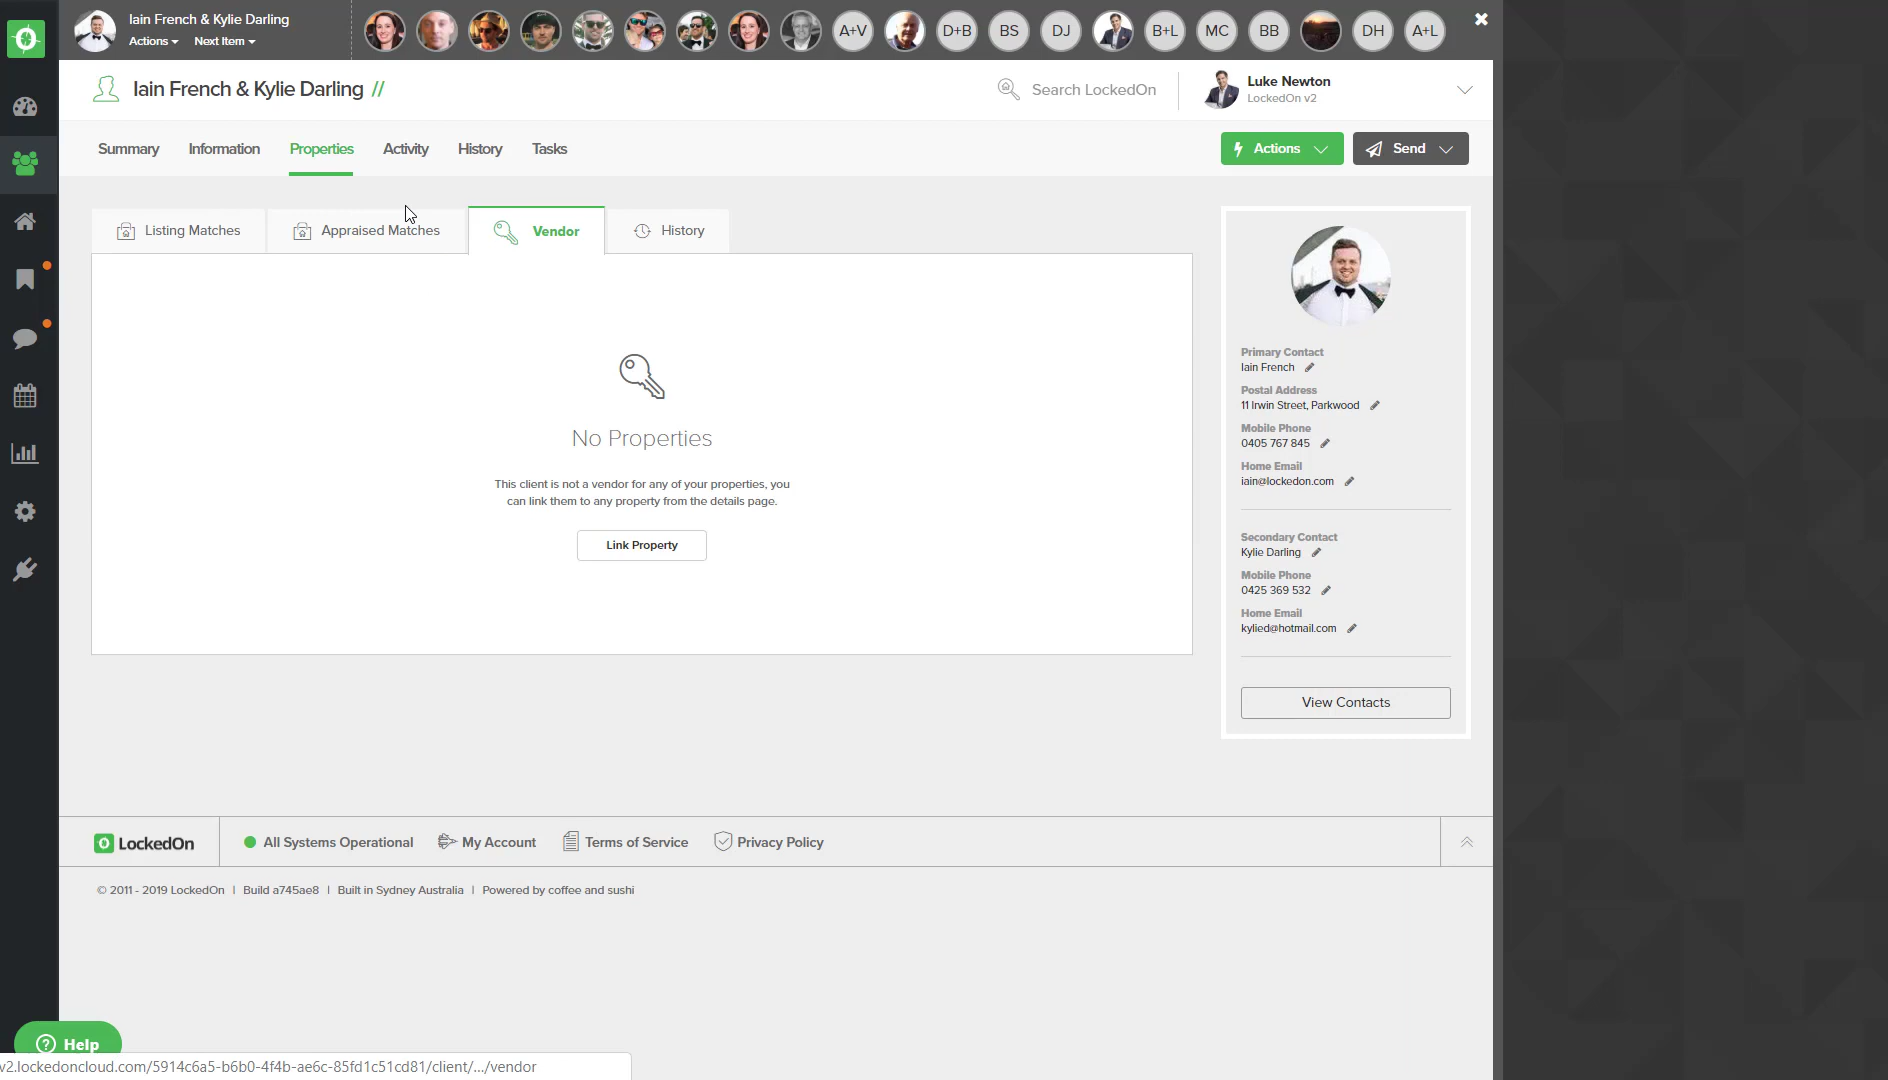 Iain French & Kylie Darling
Actions
Next Item
A+V
D+B
BS
DJ
B+L
MC
BB
DH
A+L
Iain French & Kylie Darling //
Search LockedOn
Luke Newton
LockedOn v2
Summary
Information
Properties
Activity
History
Tasks
Actions
Send
Listing Matches
Appraised Matches
Vendor
History
No Properties
This client is not a vendor for any of your properties, you
can link them to any property from the details page.
Link Property
Primary Contact
Iain French
Postal Address
11 Irwin Street, Parkwood
Mobile Phone
0405 767 845
Home Email
iain@lockedon.com
Secondary Contact
Kylie Darling
Mobile Phone
0425 369 532
Home Email
kylied@hotmail.com
View Contacts
LockedOn
All Systems Operational
My Account
Terms of Service
Privacy Policy
© 2011 - 2019 LockedOn | Build a745ae8 | Built in Sydney Australia | Powered by coffee and sushi
Help
v2.lockedoncloud.com/5914c6a5-b6b0-4f4b-ae6c-85fd1c51cd81/client/.../vendor